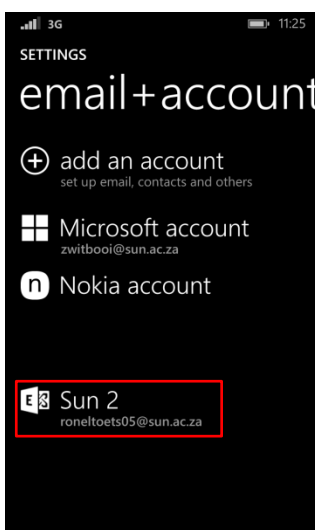 3G 11:25
SETTINGS
email+account
add an account
set up email, contacts and others
Microsoft account
zwitbooi@sun.ac.za
n Nokia account
E Sun 2
roneltoets05@sun.ac.za